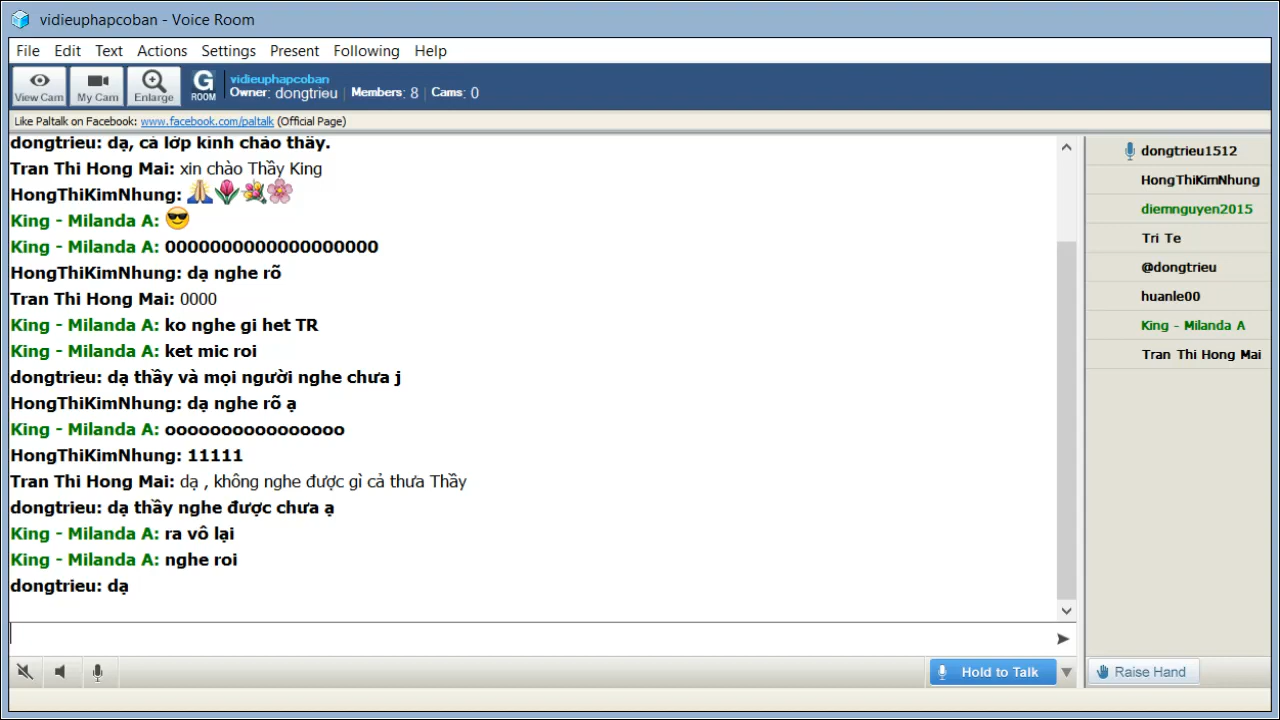 vidieuphapcoban - Voice Room
File Edit Text Actions Settings Present Following Help
View Cam My Cam Enlarge G ROOM vidieuphapcoban
Owner: dongtrieu | Members: 8 | Cams: 0
Like Paltalk on Facebook: www.facebook.com/paltalk (Official Page)
dongtrieu: dạ, cả lớp kính chào thầy.
Tran Thi Hong Mai: xin chào Thầy King
HongThiKimNhung: 🙏🌷💐🌸
King - Milanda A: 😎
King - Milanda A: 0000000000000000000
HongThiKimNhung: dạ nghe rõ
Tran Thi Hong Mai: 0000
King - Milanda A: ko nghe gi het TR
King - Milanda A: ket mic roi
dongtrieu: dạ thầy và mọi người nghe chưa j
HongThiKimNhung: dạ nghe rõ ạ
King - Milanda A: oooooooooooooooo
HongThiKimNhung: 11111
Tran Thi Hong Mai: dạ , không nghe được gì cả thưa Thầy
dongtrieu: dạ thầy nghe được chưa ạ
King - Milanda A: ra vô lại
King - Milanda A: nghe roi
dongtrieu: dạ
Hold to Talk
dongtrieu1512
HongThiKimNhung
diemnguyen2015
Tri Te
@dongtrieu
huanle00
King - Milanda A
Tran Thi Hong Mai
Raise Hand